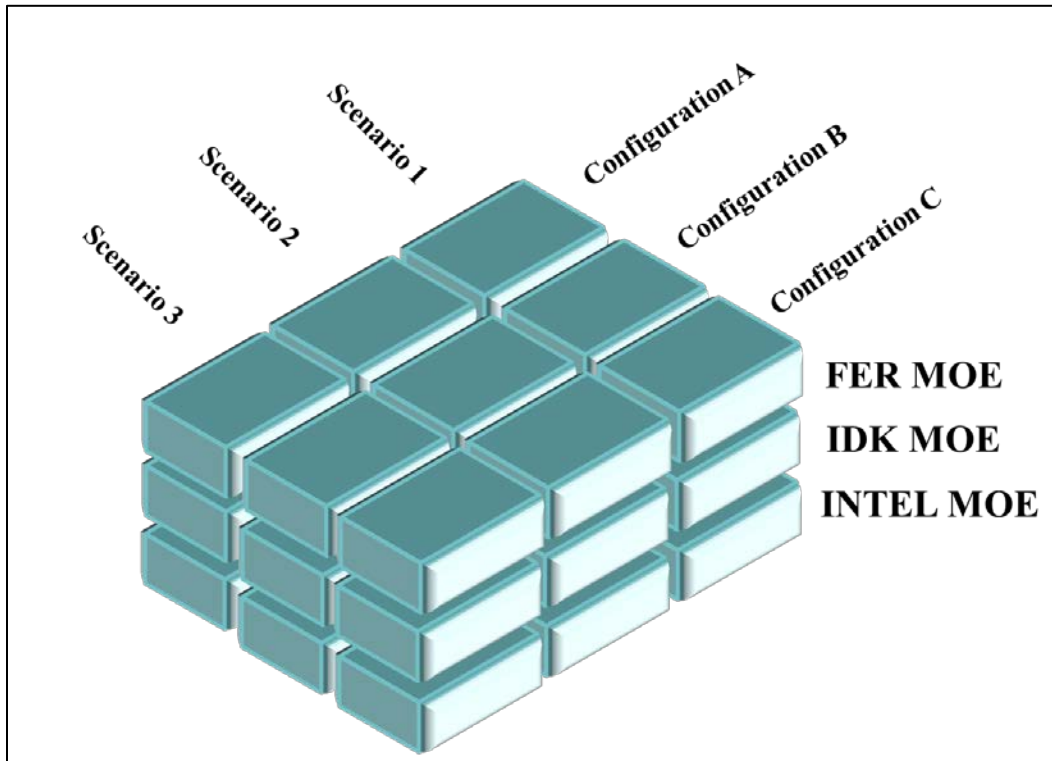 Scenario 1
Scenario 2
Scenario 3
Configuration A
Configuration B
Configuration C
FER MOE
IDK MOE
INTEL MOE